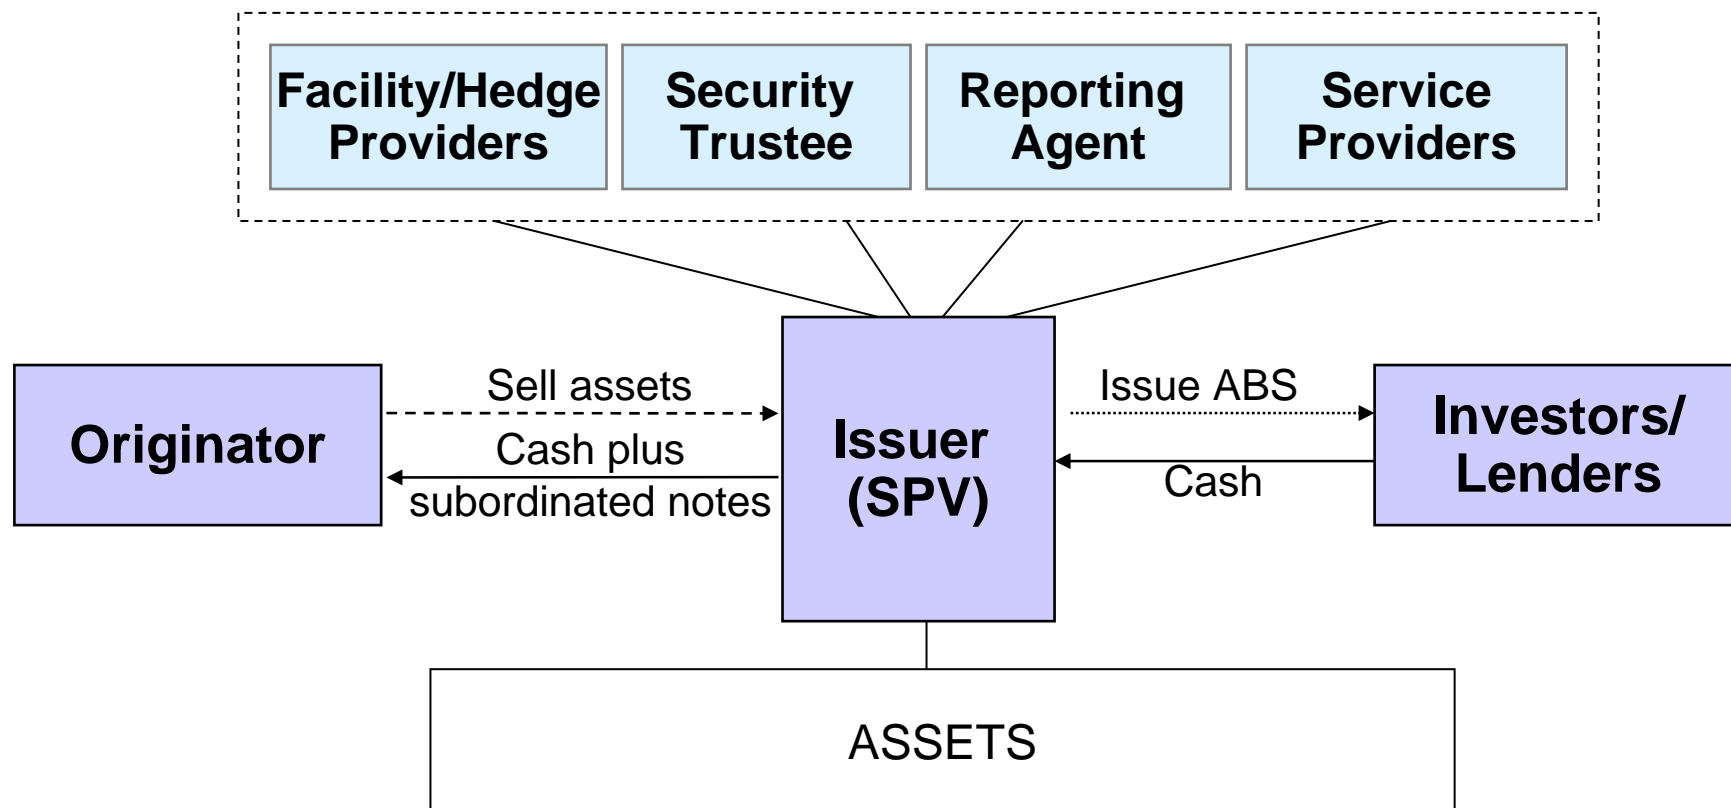 Facility/Hedge
Providers
Security
Trustee
Reporting
Agent
Service
Providers
Originator
Sell assets
Cash plus
subordinated notes
Issuer
(SPV)
Issue ABS
Cash
Investors/
Lenders
ASSETS